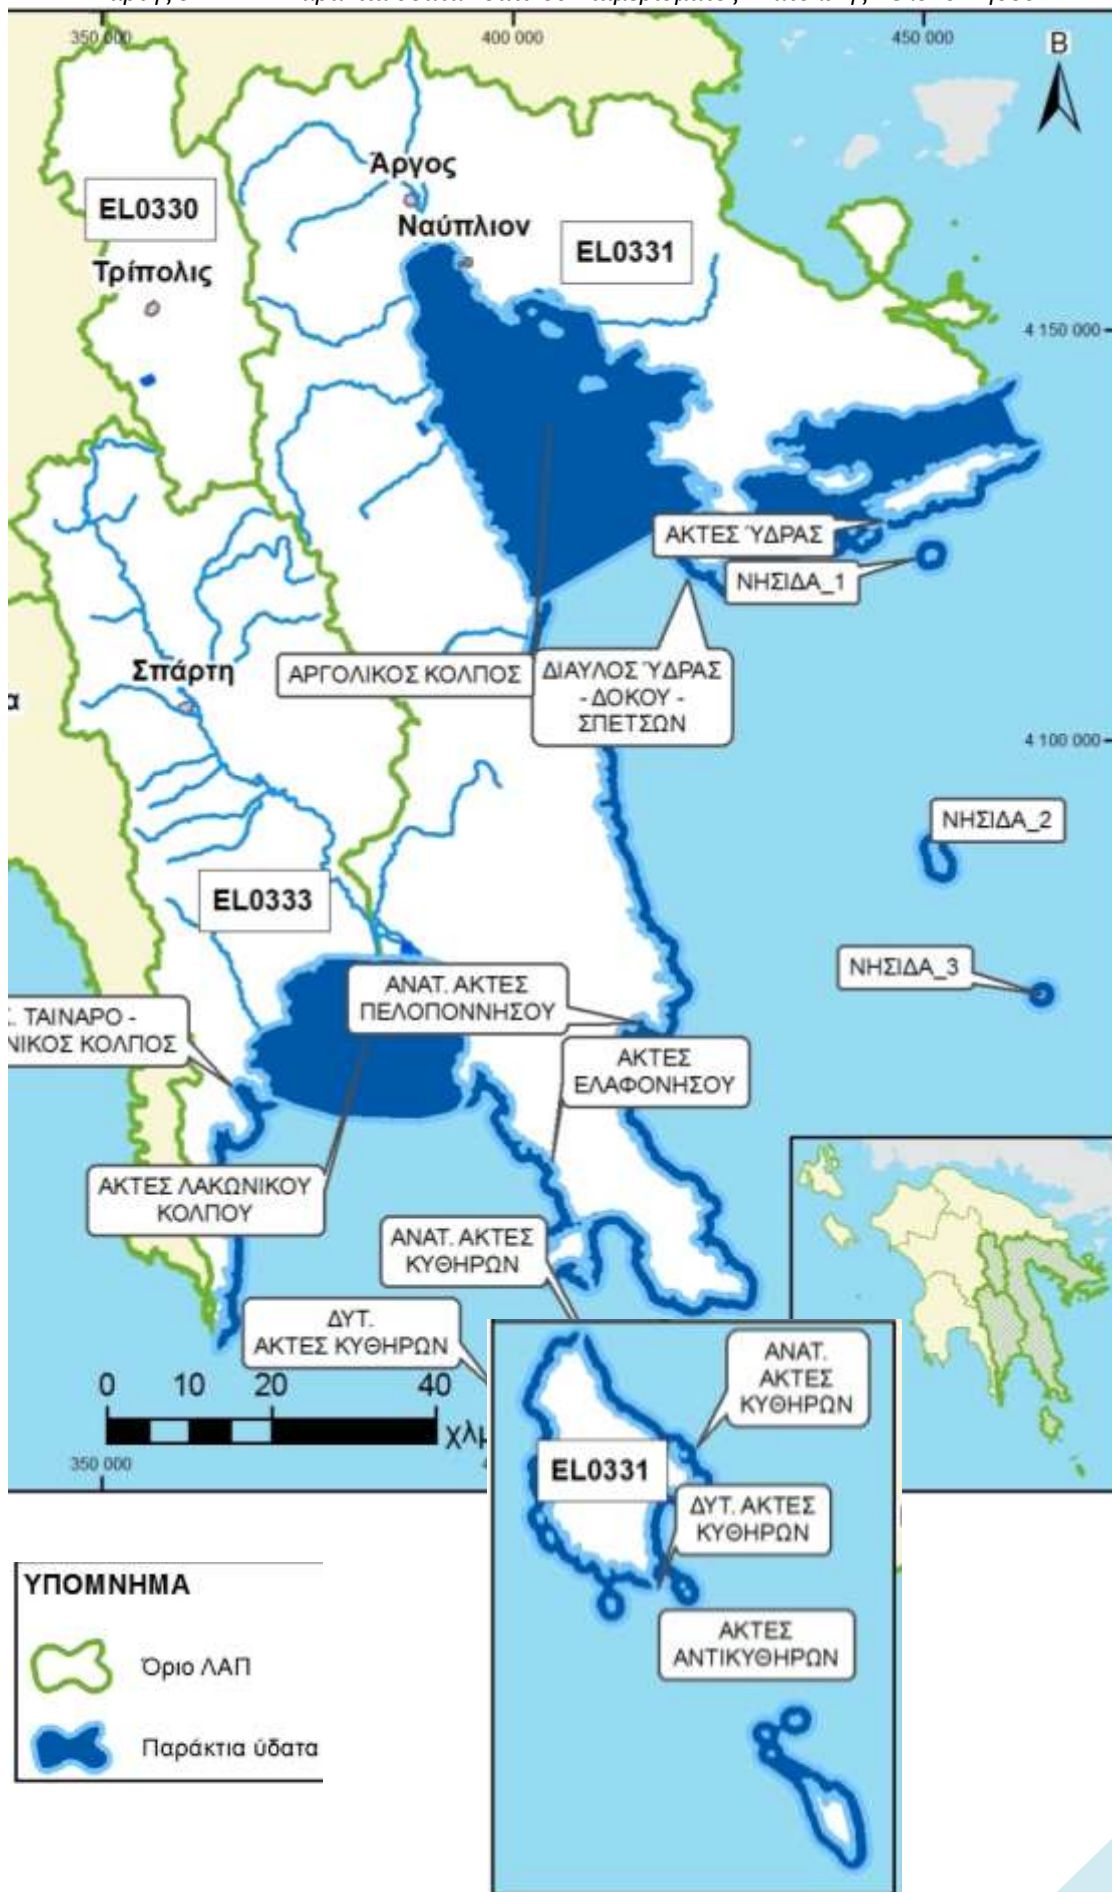 350 000
400 000
450 000
B
Άργος
EL0330
Ναύπλιον
EL0331
Τρίπολις
4 150 000
ΑΚΤΕΣ ΎΔΡΑΣ
ΝΗΣΙΔΑ_1
Σπάρτη
ΑΡΓΟΛΙΚΟΣ ΚΟΛΠΟΣ
ΔΙΑΥΛΟΣ ΎΔΡΑΣ
- ΔΟΚΟΥ -
ΣΠΕΤΣΩΝ
α
4 100 000
ΝΗΣΙΔΑ_2
EL0333
ΝΗΣΙΔΑ_3
ΑΝΑΤ. ΑΚΤΕΣ
ΠΕΛΟΠΟΝΝΗΣΟΥ
Σ. ΤΑΙΝΑΡΟ -
ΝΙΚΟΣ ΚΟΛΠΟΣ
ΑΚΤΕΣ
ΕΛΑΦΟΝΗΣΟΥ
ΑΚΤΕΣ ΛΑΚΩΝΙΚΟΥ
ΚΟΛΠΟΥ
ΑΝΑΤ. ΑΚΤΕΣ
ΚΥΘΗΡΩΝ
ΔΥΤ.
ΑΚΤΕΣ ΚΥΘΗΡΩΝ
0 10 20 40
χλμ
350 000
ΑΝΑΤ.
ΑΚΤΕΣ
ΚΥΘΗΡΩΝ
EL0331
ΔΥΤ. ΑΚΤΕΣ
ΚΥΘΗΡΩΝ
ΑΚΤΕΣ
ΑΝΤΙΚΥΘΗΡΩΝ
ΥΠΟΜΝΗΜΑ
Όριο ΛΑΠ
Παράκτια ύδατα